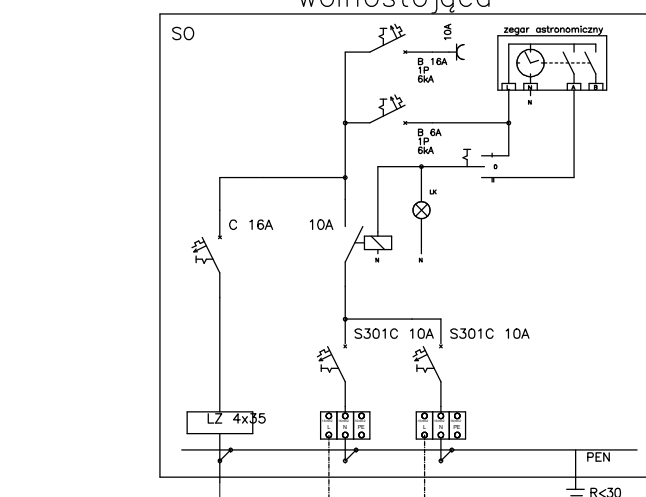 wolnostojąca
SO
10A
zegar astronomiczny
B 16A
1P
6kA
L N A B
N
B 6A
1P
6kA
I
0
II
LK
C 16A
10A
N
N
S301C 10A
S301C 10A
LZ 4x35
L N PE
L N PE
PEN
R<30